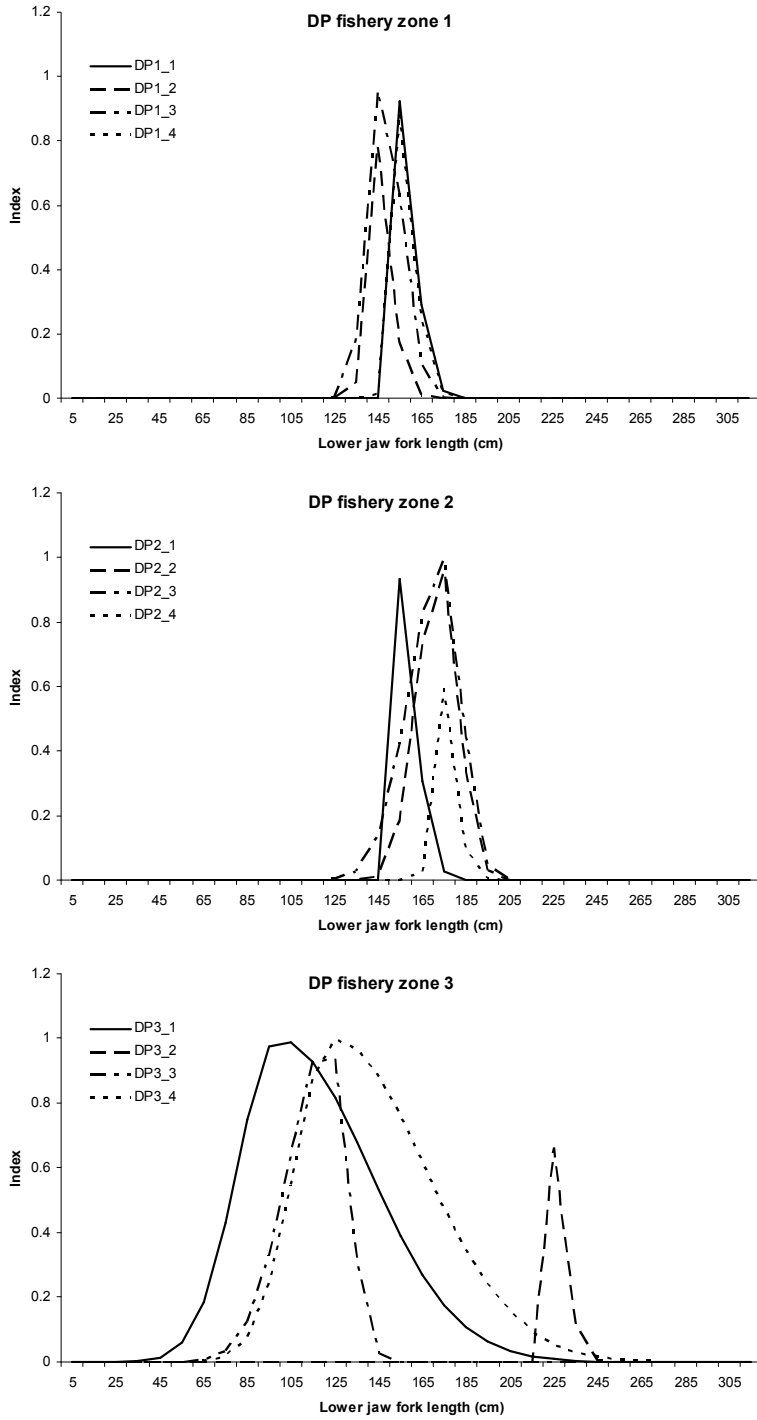 DP fishery zone 1
1.2
1
0.8
0.6
0.4
0.2
0
Index
DP1_1
DP1_2
DP1_3
DP1_4
5 25 45 65 85 105 125 145 165 185 205 225 245 265 285 305
Lower jaw fork length (cm)
DP fishery zone 2
1.2
1
0.8
0.6
0.4
0.2
0
Index
DP2_1
DP2_2
DP2_3
DP2_4
5 25 45 65 85 105 125 145 165 185 205 225 245 265 285 305
Lower jaw fork length (cm)
DP fishery zone 3
1.2
1
0.8
0.6
0.4
0.2
0
Index
DP3_1
DP3_2
DP3_3
DP3_4
5 25 45 65 85 105 125 145 165 185 205 225 245 265 285 305
Lower jaw fork length (cm)